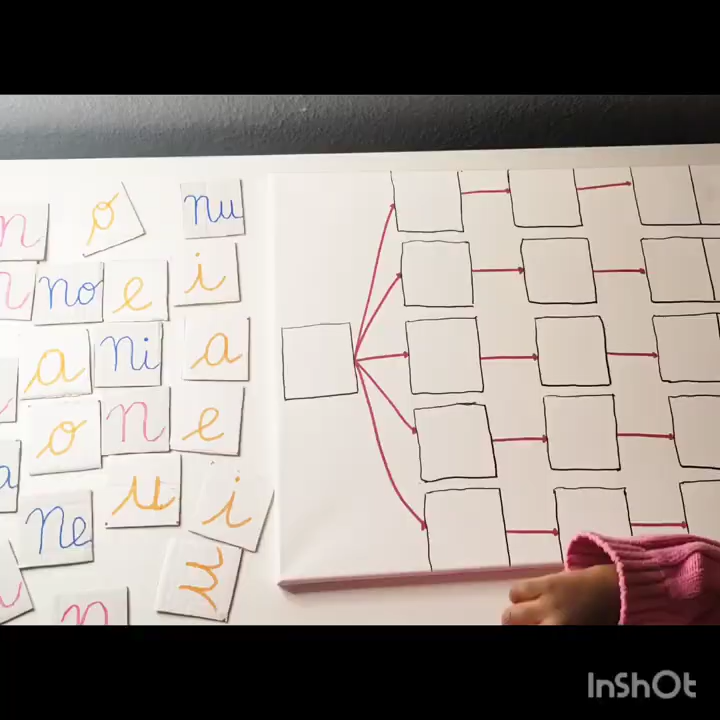 n o nu
n no e i
a ni a
o n e
a ne u i
n u
InShOt